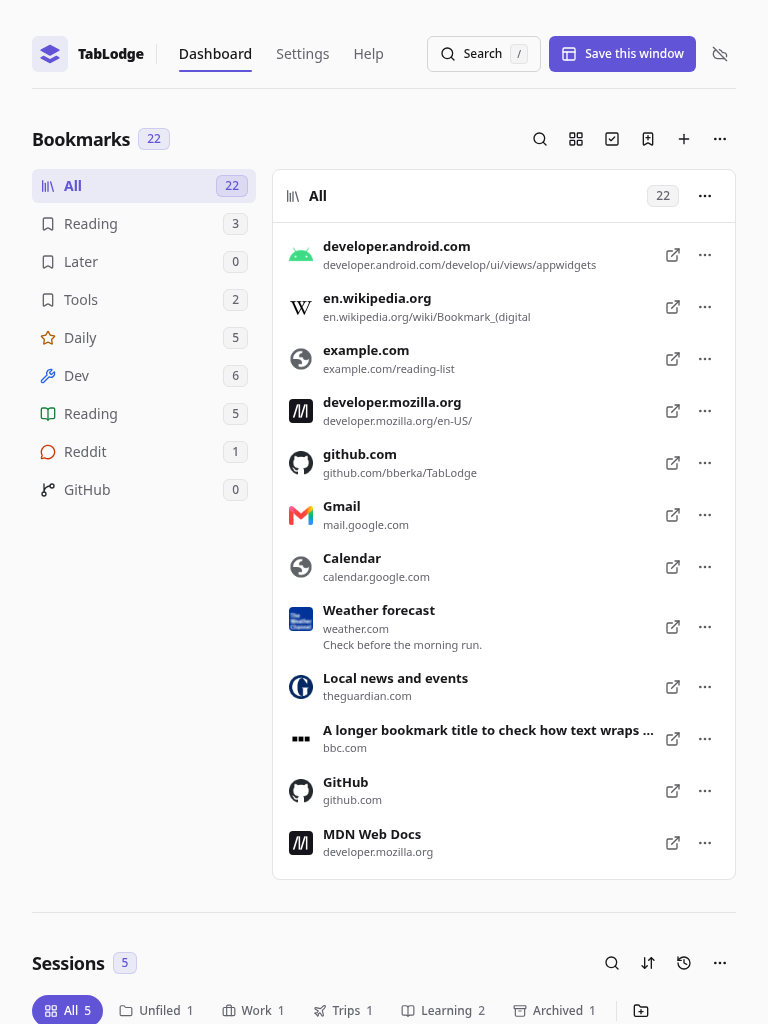 TabLodge
Dashboard
Settings
Help
Search /
Save this window
Bookmarks 22
All 22
Reading 3
Later 0
Tools 2
Daily 5
Dev 6
Reading 5
Reddit 1
GitHub 0
All 22
developer.android.com
developer.android.com/develop/ui/views/appwidgets
en.wikipedia.org
en.wikipedia.org/wiki/Bookmark_(digital
example.com
example.com/reading-list
developer.mozilla.org
developer.mozilla.org/en-US/
github.com
github.com/bberka/TabLodge
Gmail
mail.google.com
Calendar
calendar.google.com
The
Weather
Channel
Weather forecast
weather.com
Check before the morning run.
Local news and events
theguardian.com
A longer bookmark title to check how text wraps ...
bbc.com
GitHub
github.com
MDN Web Docs
developer.mozilla.org
Sessions 5
All 5
Unfiled 1
Work 1
Trips 1
Learning 2
Archived 1